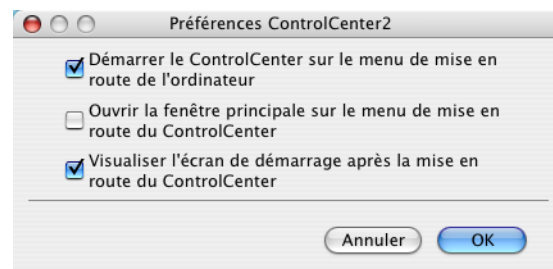 Préférences ControlCenter2
Démarrer le ControlCenter sur le menu de mise en
route de l'ordinateur
Ouvrir la fenêtre principale sur le menu de mise en
route du ControlCenter
Visualiser l'écran de démarrage après la mise en
route du ControlCenter
Annuler OK